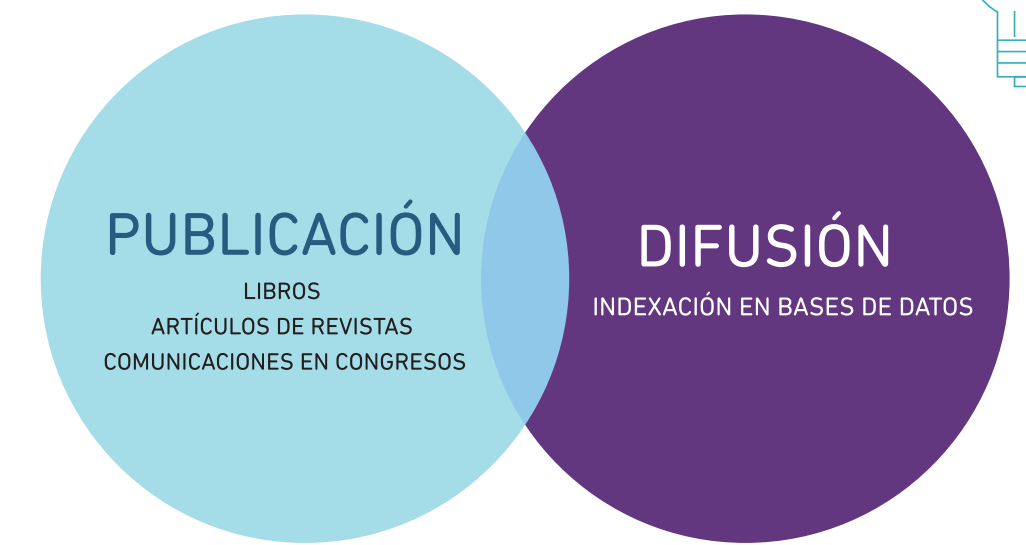 PUBLICACIÓN
LIBROS
ARTÍCULOS DE REVISTAS
COMUNICACIONES EN CONGRESOS
DIFUSIÓN
INDEXACIÓN EN BASES DE DATOS